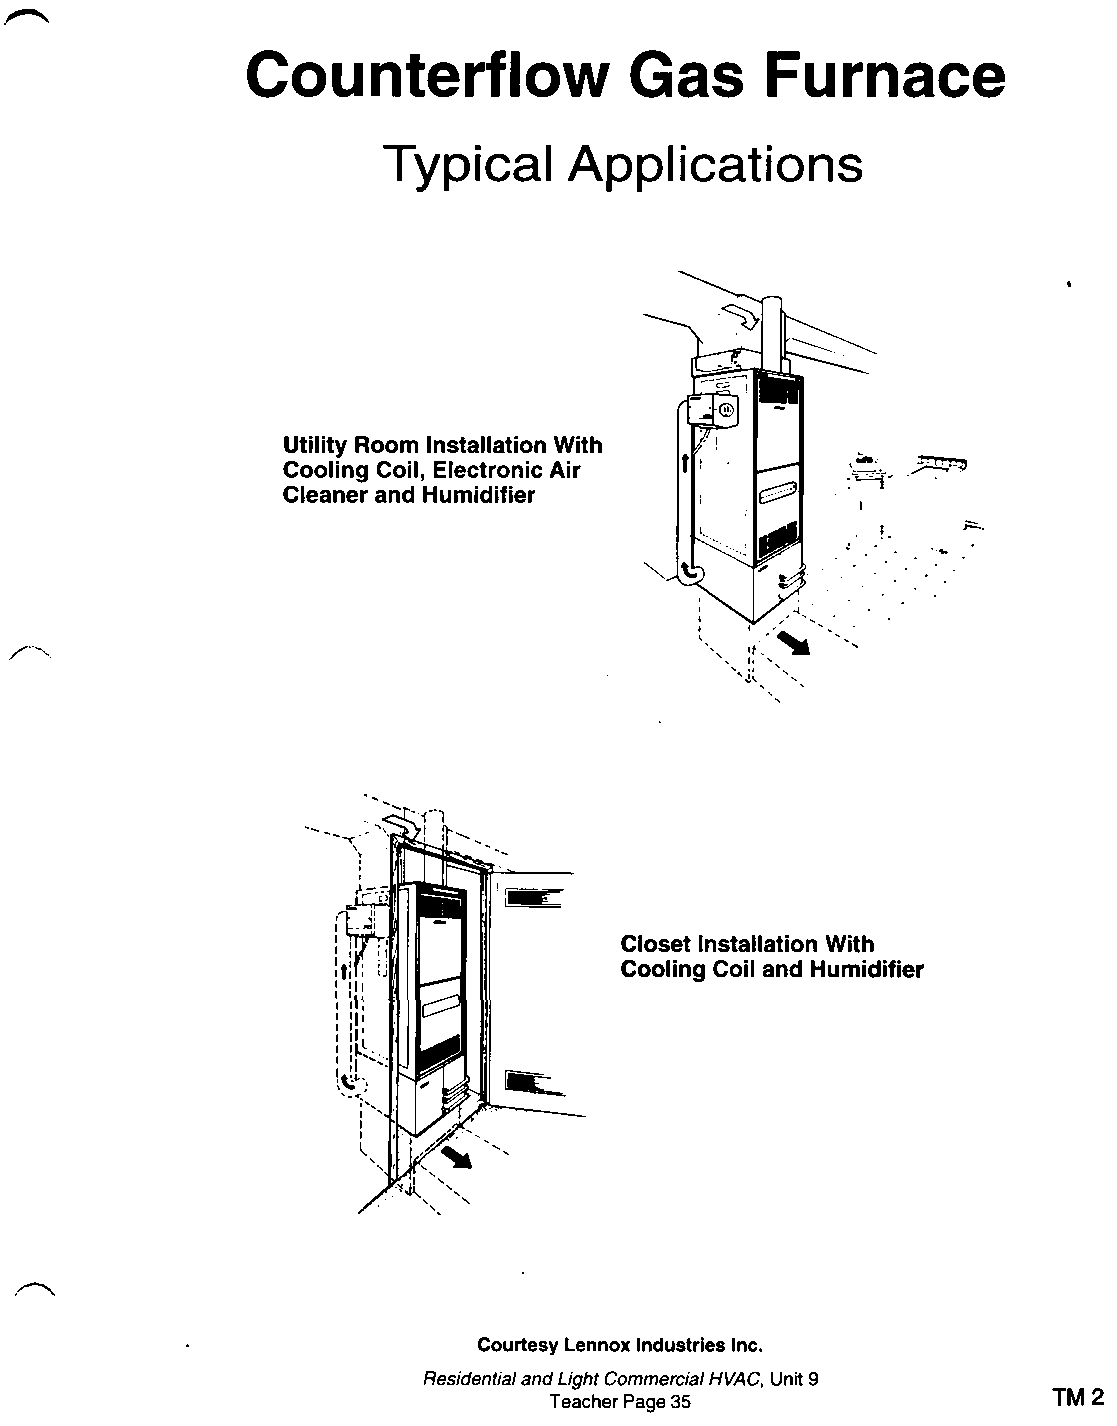 Counterflow Gas Furnace
Typical Applications
Utility Room Installation With
Cooling Coil, Electronic Air
Cleaner and Humidifier
Closet Installation With
Cooling Coil and Humidifier
Courtesy Lennox Industries Inc.
Residential and Light Commercial HVAC, Unit 9
Teacher Page 35
TM 2